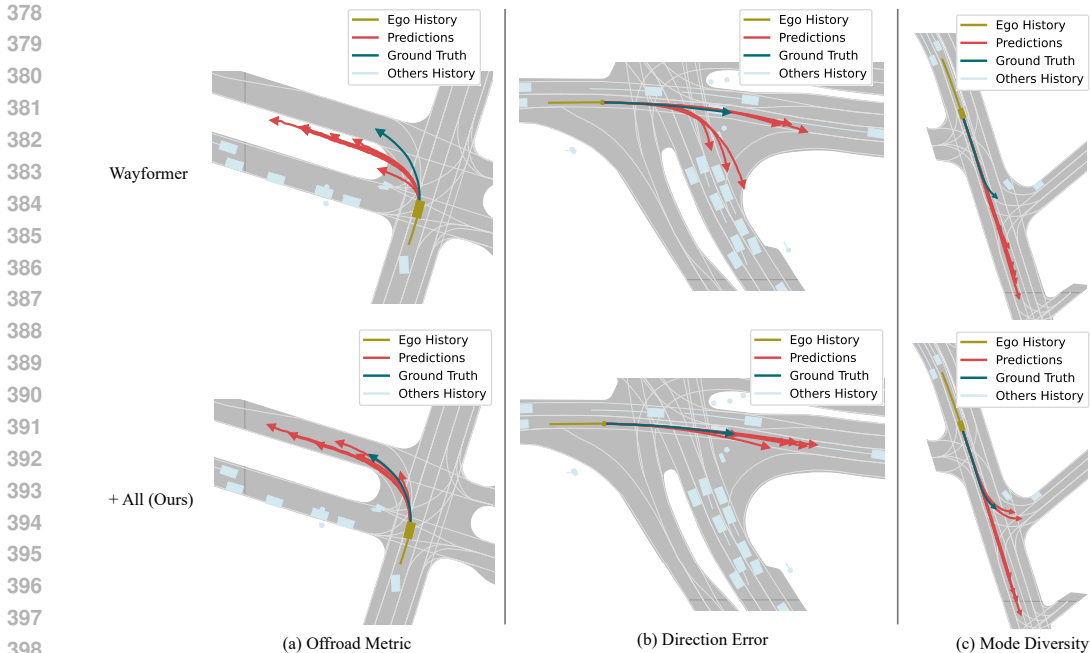 378
379
380
381
382
383
384
385
386
387
388
389
390
391
392
393
394
395
396
397
398
Ego History
Predictions
Ground Truth
Others History
Ego History
Predictions
Ground Truth
Others History
Ego History
Predictions
Ground Truth
Others History
Wayformer
Ego History
Predictions
Ground Truth
Others History
Ego History
Predictions
Ground Truth
Others History
Ego History
Predictions
Ground Truth
Others History
+ All (Ours)
(a) Offroad Metric
(b) Direction Error
(c) Mode Diversity